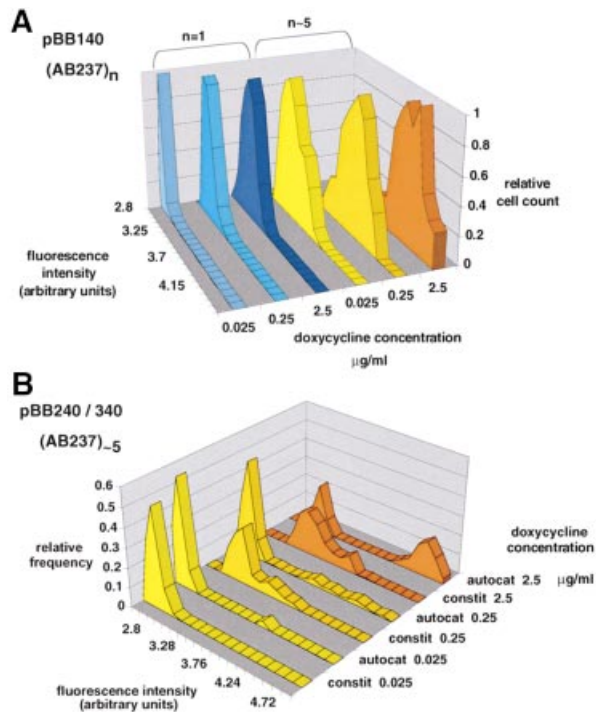 A
pBB140
(AB237)n
n=1
n~5
1
0.8
0.6
0.4
0.2
0
relative
cell count
2.8
3.25
3.7
4.15
fluorescence
intensity
(arbitrary units)
0.025
0.25
2.5
0.025
0.25
2.5
doxycycline concentration
µg/ml
B
pBB240 / 340
(AB237)~5
0.6
0.5
0.4
0.3
0.2
0.1
0
relative
frequency
2.8
3.28
3.76
4.24
4.72
fluorescence intensity
(arbitrary units)
doxycycline
concentration
µg/ml
autocat 2.5
constit 2.5
autocat 0.25
constit 0.25
autocat 0.025
constit 0.025